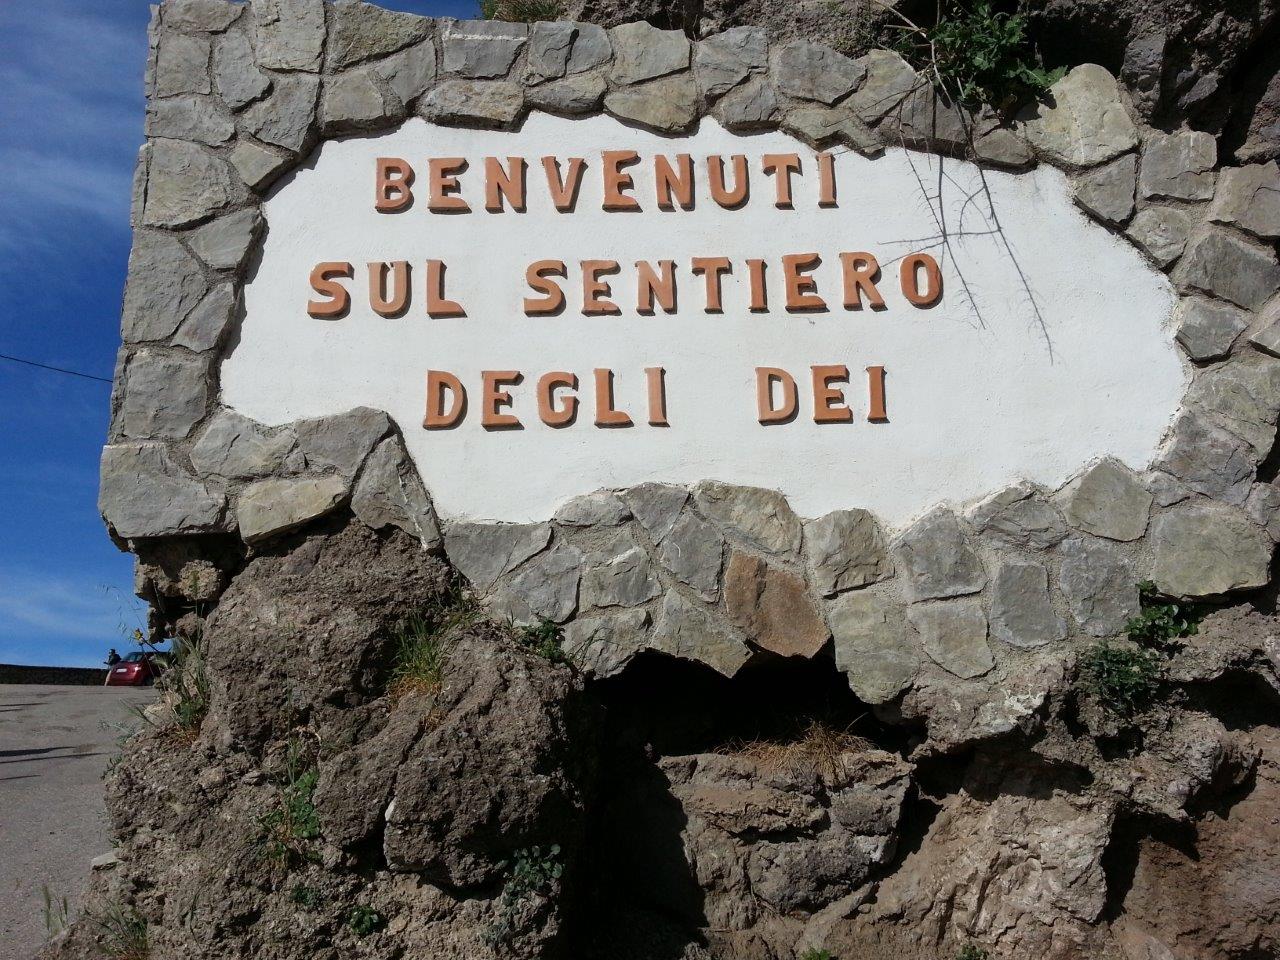 BENVENUTI
SUL SENTIERO
DEGLI DEI